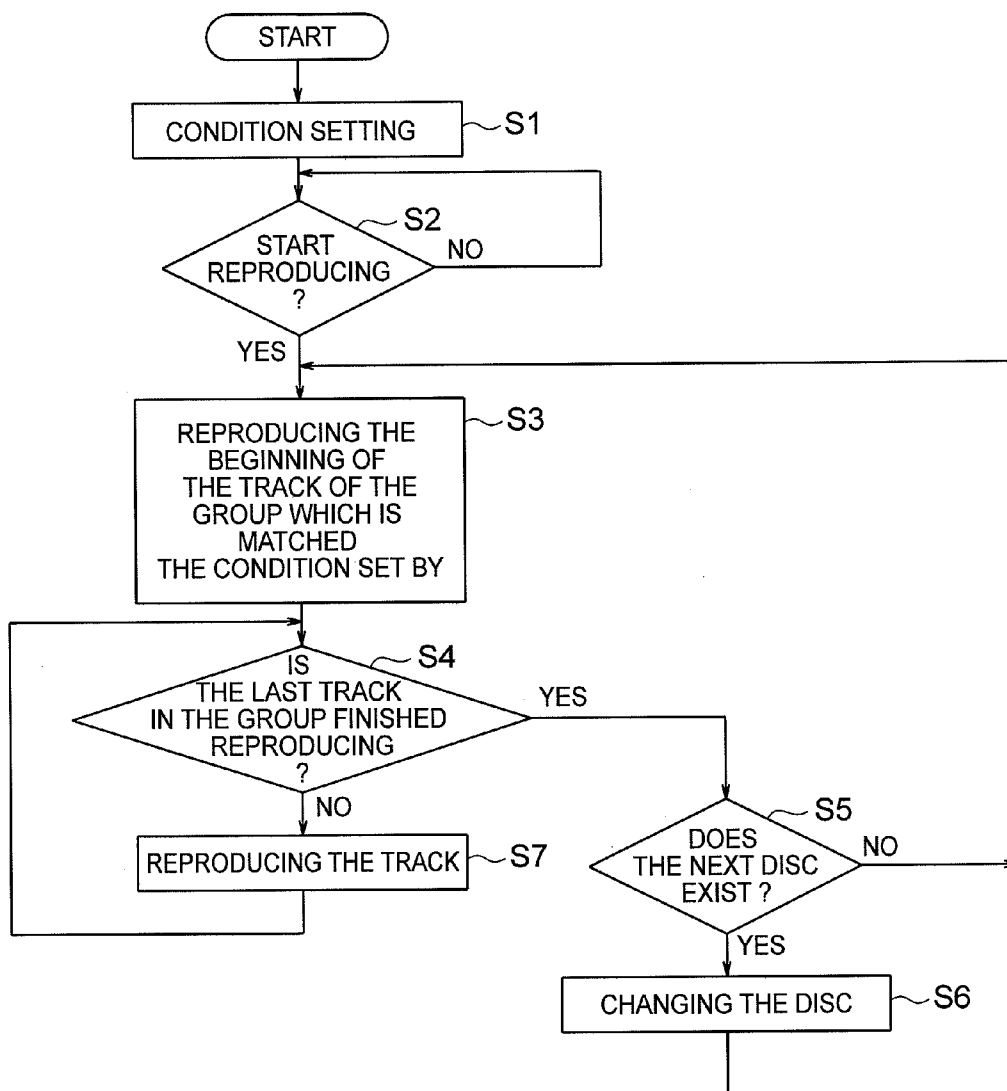 START
CONDITION SETTING
S1
S2
START
REPRODUCING
?
NO
YES
S3
REPRODUCING THE
BEGINNING OF
THE TRACK OF THE
GROUP WHICH IS
MATCHED
THE CONDITION SET BY
S4
IS
THE LAST TRACK
IN THE GROUP FINISHED
REPRODUCING
?
YES
NO
REPRODUCING THE TRACK
S7
S5
DOES
THE NEXT DISC
EXIST ?
NO
YES
CHANGING THE DISC
S6